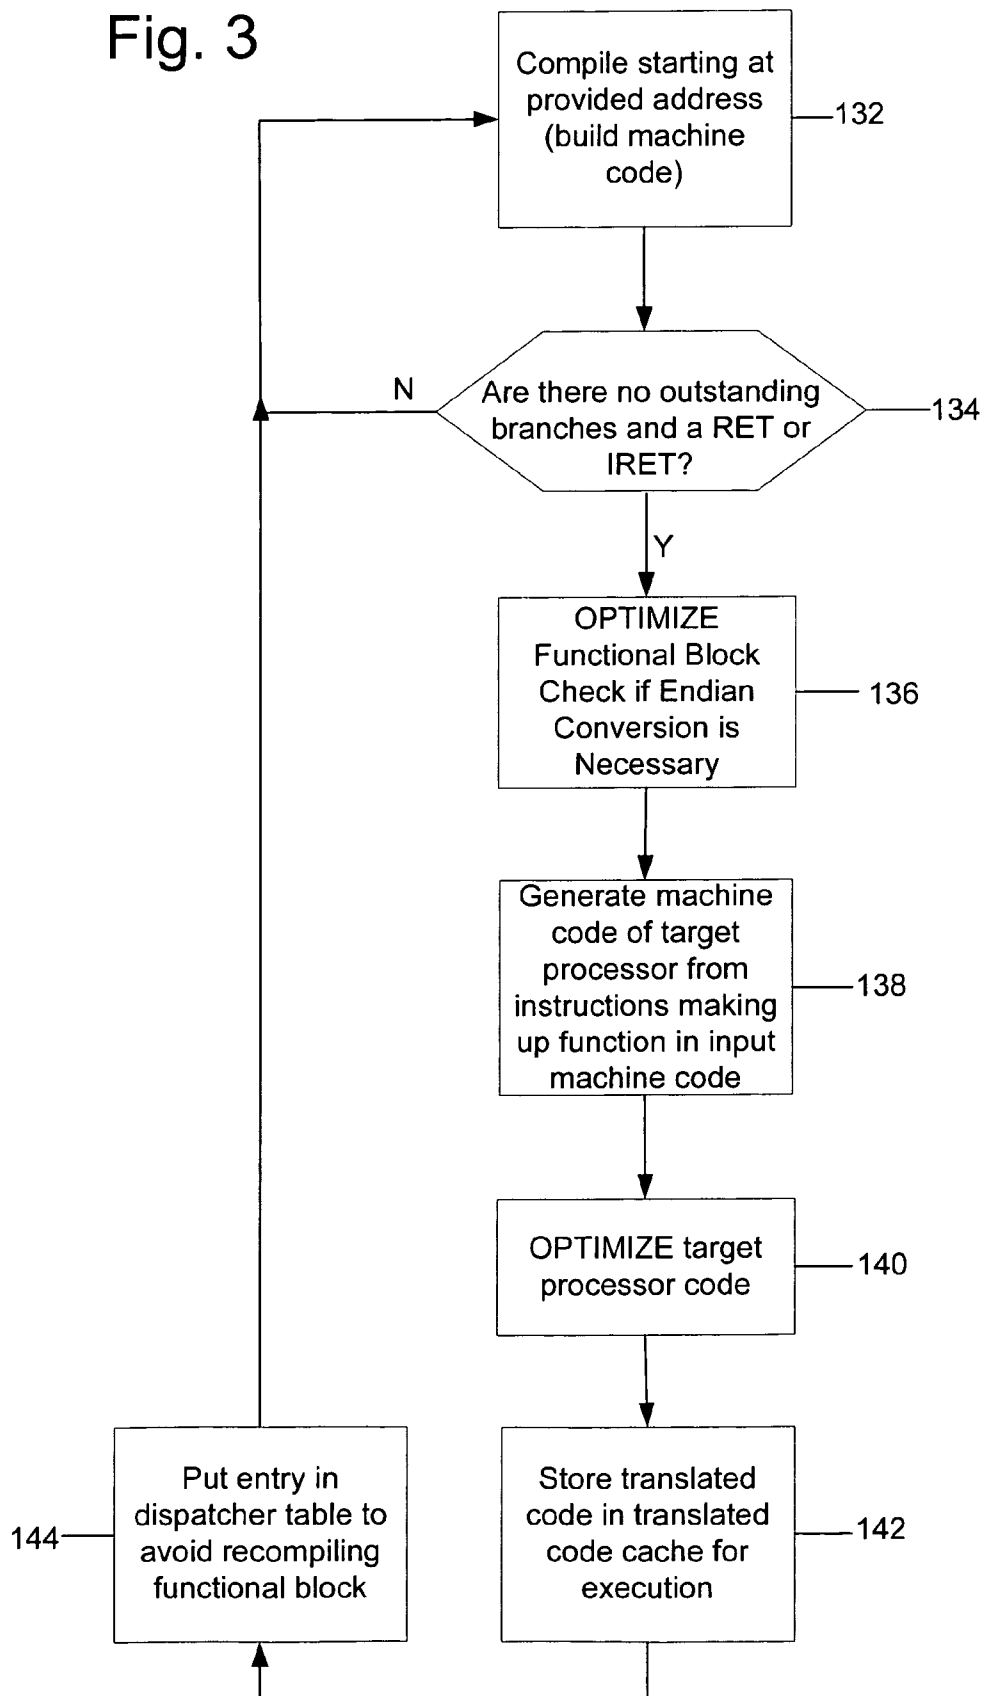 Fig. 3
Compile starting at
provided address
(build machine
code)
132
N
Are there no outstanding
branches and a RET or
IRET?
134
Y
OPTIMIZE
Functional Block
Check if Endian
Conversion is
Necessary
136
Generate machine
code of target
processor from
instructions making
up function in input
machine code
138
OPTIMIZE target
processor code
140
Put entry in
dispatcher table to
avoid recompiling
functional block
144
Store translated
code in translated
code cache for
execution
142